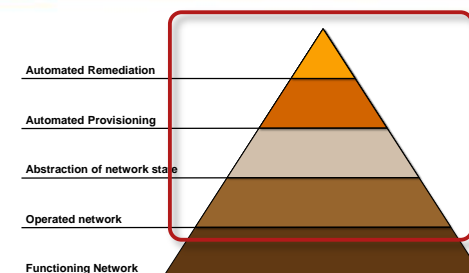 Automated Remediation
Automated Provisioning
Abstraction of network state
Operated network
Functioning Network